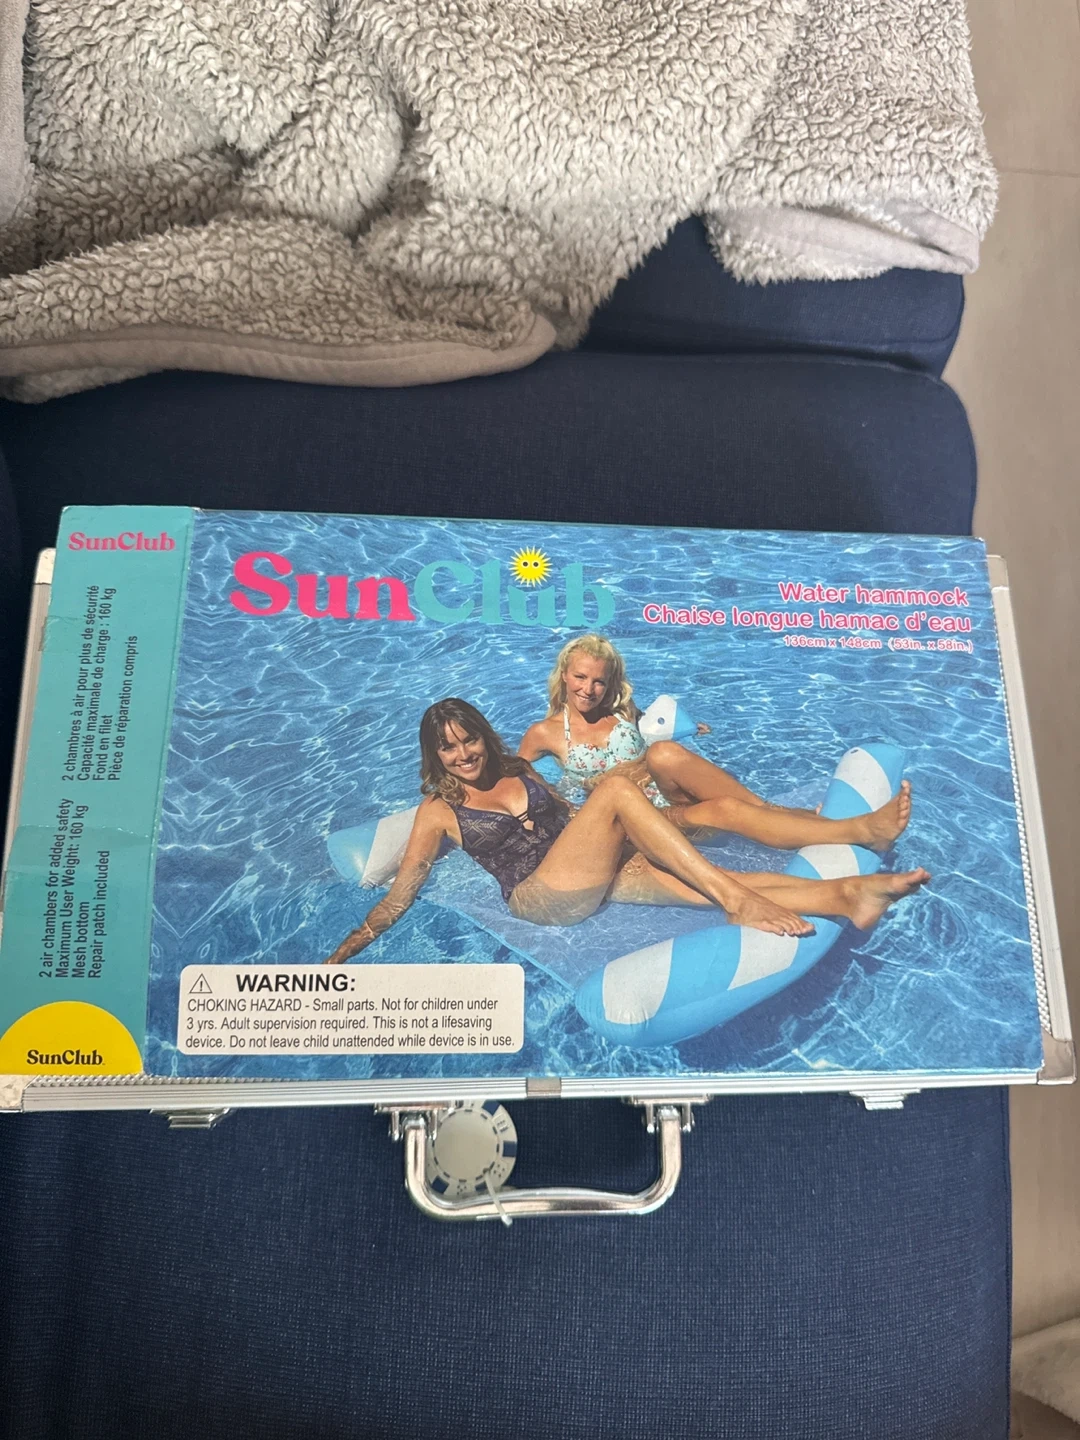 SunClub
2 chambres à air pour plus de sécurité
Capacité maximale de charge : 160 kg
Fond en filet
Pièce de réparation compris
2 air chambers for added safety
Maximum User Weight: 160 kg
Mesh bottom
Repair patch included
SunClub
SunClub
Water hammock
Chaise longue hamac d'eau
136cm x 148cm (53in. x 58in.)
WARNING:
CHOKING HAZARD - Small parts. Not for children under
3 yrs. Adult supervision required. This is not a lifesaving
device. Do not leave child unattended while device is in use.